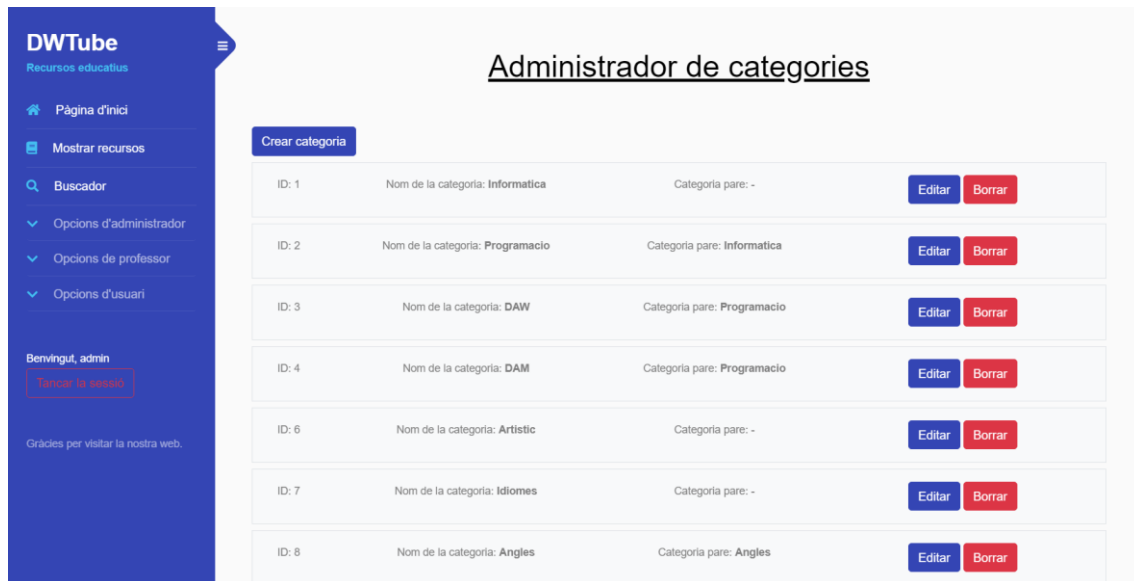 DWTube
Recursos educatius
Pàgina d'inici
Mostrar recursos
Buscador
Opcions d'administrador
Opcions de professor
Opcions d'usuari
Benvingut, admin
Tancar la sessió
Gràcies per visitar la nostra web.
Administrador de categories
Crear categoria
ID: 1 Nom de la categoria: Informatica Categoria pare: - Editar Borrar
ID: 2 Nom de la categoria: Programacio Categoria pare: Informatica Editar Borrar
ID: 3 Nom de la categoria: DAW Categoria pare: Programacio Editar Borrar
ID: 4 Nom de la categoria: DAM Categoria pare: Programacio Editar Borrar
ID: 6 Nom de la categoria: Artistic Categoria pare: - Editar Borrar
ID: 7 Nom de la categoria: Idiomes Categoria pare: - Editar Borrar
ID: 8 Nom de la categoria: Angles Categoria pare: Angles Editar Borrar